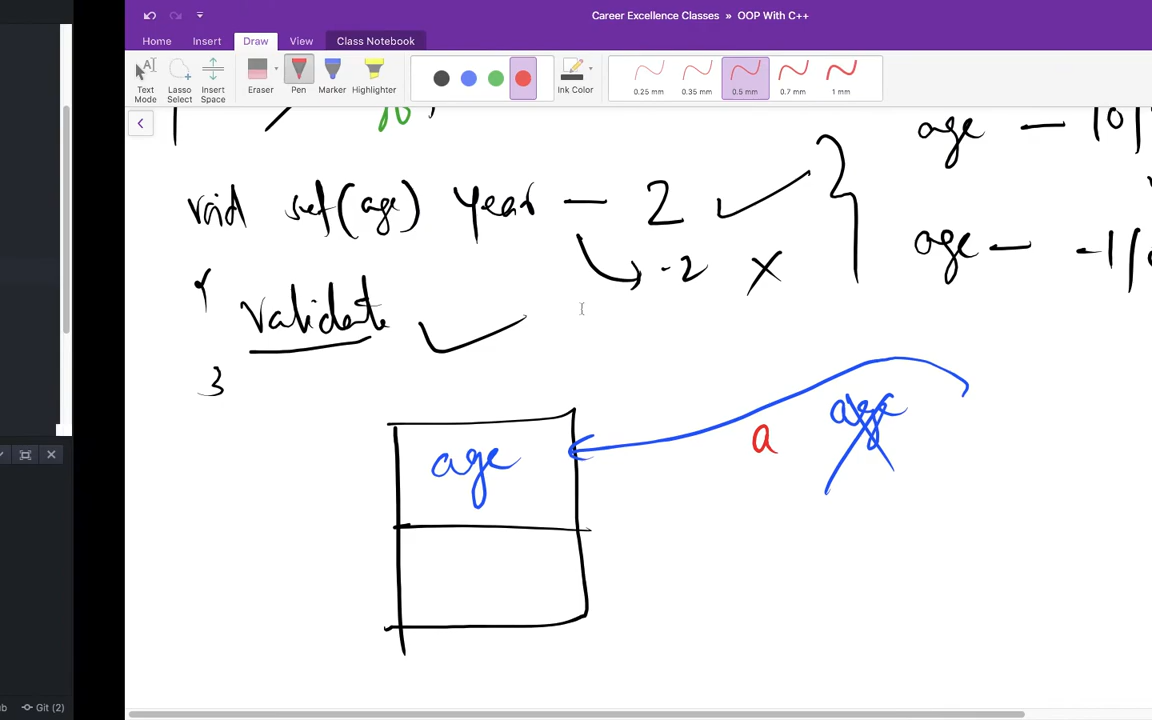 Career Excellence Classes » OOP With C++
Home Insert Draw View Class Notebook
Text Mode
Lasso Select
Insert Space
Eraser
Pen
Marker
Highlighter
Ink Color
0.25 mm
0.35 mm
0.5 mm
0.7 mm
1 mm
age —
void set(age) year — 2
-2 X
age — -1
validate
}
age
a
age
Git (2)